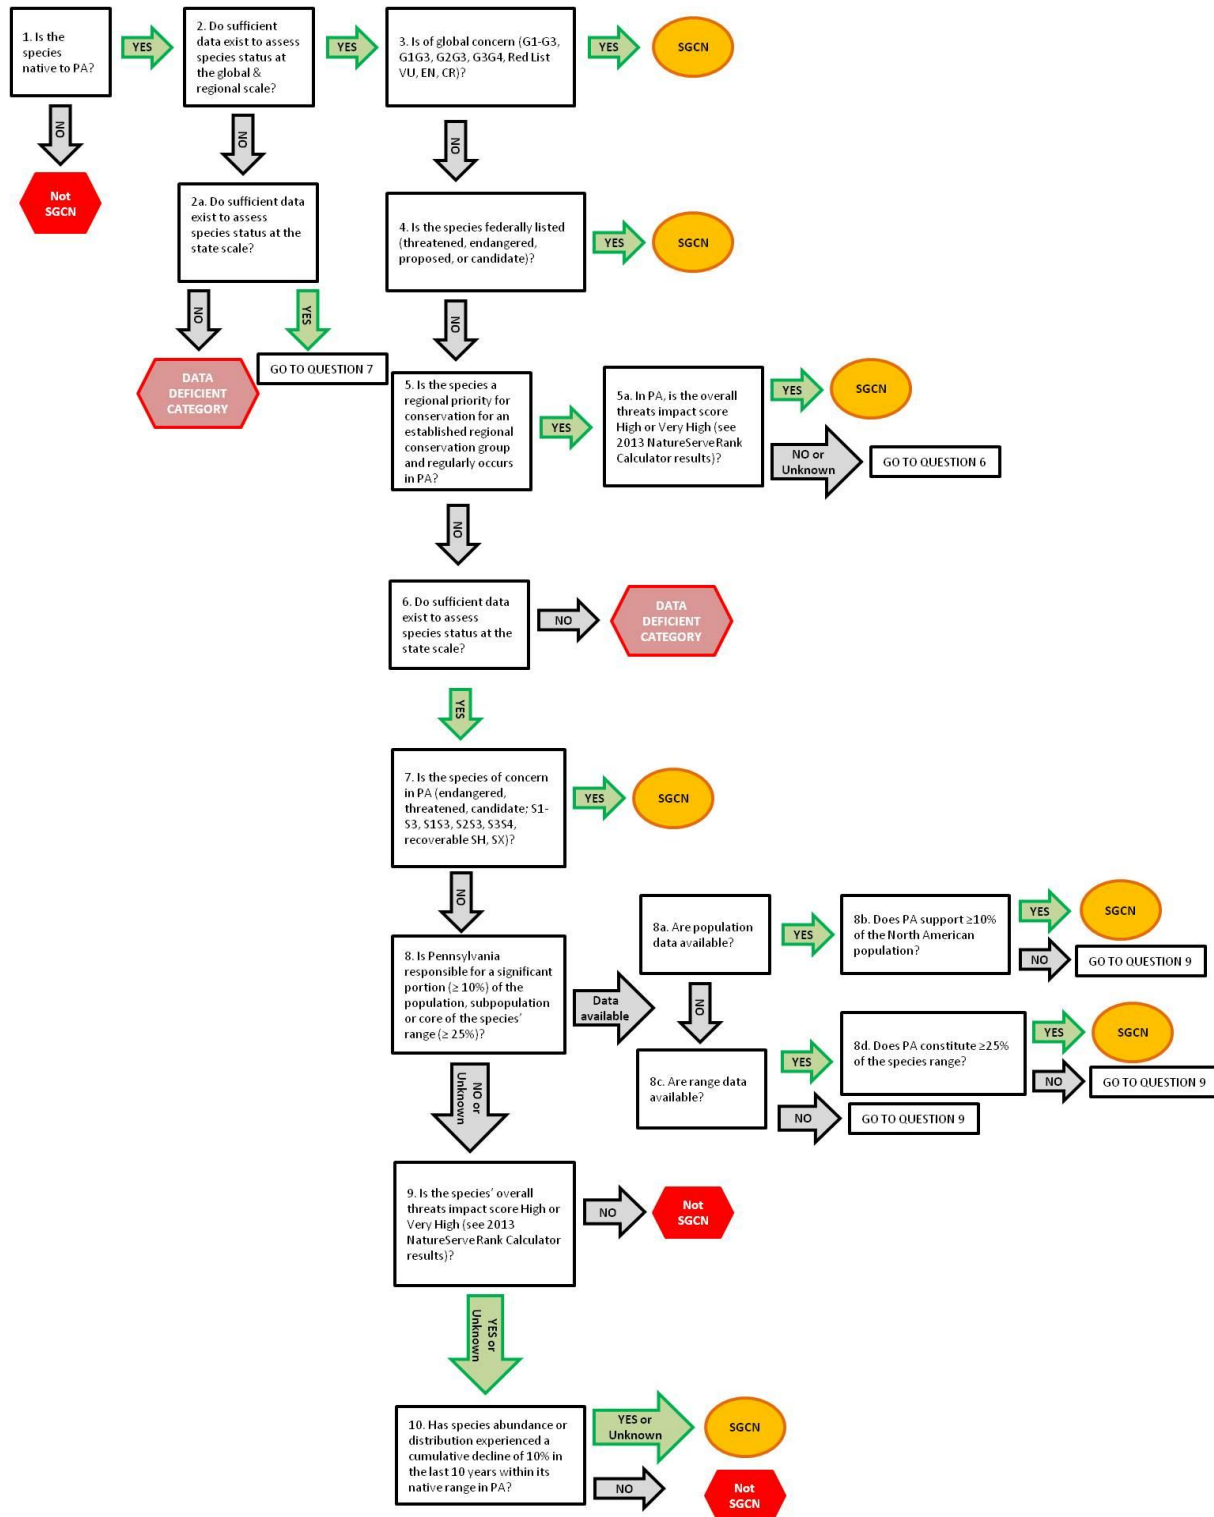 1. Is the
species
native to PA?
YES
2. Do sufficient
data exist to assess
species status at
the global &
regional scale?
YES
3. Is of global concern (G1-G3,
G1G3, G2G3, G3G4, Red List
VU, EN, CR)?
YES
SGCN
NO
NO
NO
Not
SGCN
2a. Do sufficient data
exist to assess
species status at the
state scale?
4. Is the species federally listed
(threatened, endangered,
proposed, or candidate)?
YES
SGCN
NO
YES
NO
DATA
DEFICIENT
CATEGORY
GO TO QUESTION 7
5. Is the species a
regional priority for
conservation for an
established regional
conservation group
and regularly occurs
in PA?
YES
5a. In PA, is the overall
threats impact score
High or Very High (see
2013 NatureServe Rank
Calculator results)?
YES
SGCN
NO or
Unknown
GO TO QUESTION 6
NO
6. Do sufficient data
exist to assess
species status at the
state scale?
NO
DATA
DEFICIENT
CATEGORY
YES
7. Is the species of concern
in PA (endangered,
threatened, candidate; S1-
S3, S1S3, S2S3, S3S4,
recoverable SH, SX)?
YES
SGCN
NO
8. Is Pennsylvania
responsible for a significant
portion (≥ 10%) of the
population, subpopulation
or core of the species'
range (≥ 25%)?
Data
available
8a. Are population
data available?
YES
8b. Does PA support ≥10%
of the North American
population?
YES
SGCN
NO
GO TO QUESTION 9
NO
8c. Are range data
available?
YES
8d. Does PA constitute ≥25%
of the species range?
YES
SGCN
NO
GO TO QUESTION 9
NO
GO TO QUESTION 9
NO or
Unknown
9. Is the species' overall
threats impact score High or
Very High (see 2013
NatureServe Rank Calculator
results)?
NO
Not
SGCN
YES or
Unknown
10. Has species abundance or
distribution experienced a
cumulative decline of 10% in
the last 10 years within its
native range in PA?
YES or
Unknown
SGCN
NO
Not
SGCN